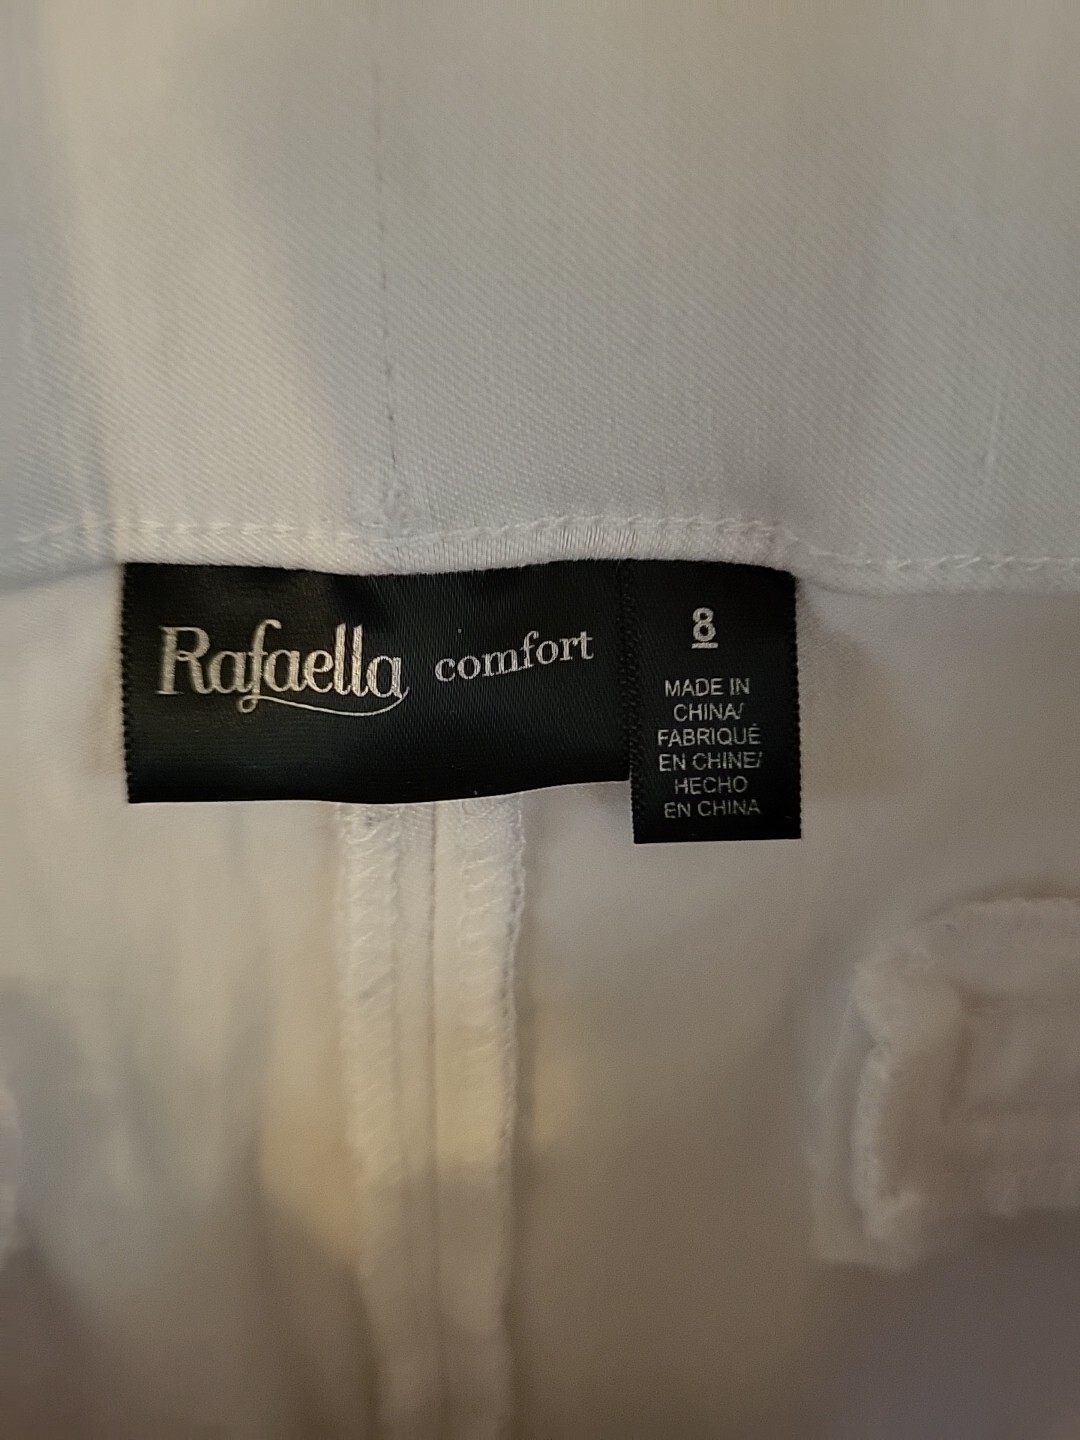 Rafaella comfort
8
MADE IN
CHINA/
FABRIQUÉ
EN CHINE/
HECHO
EN CHINA